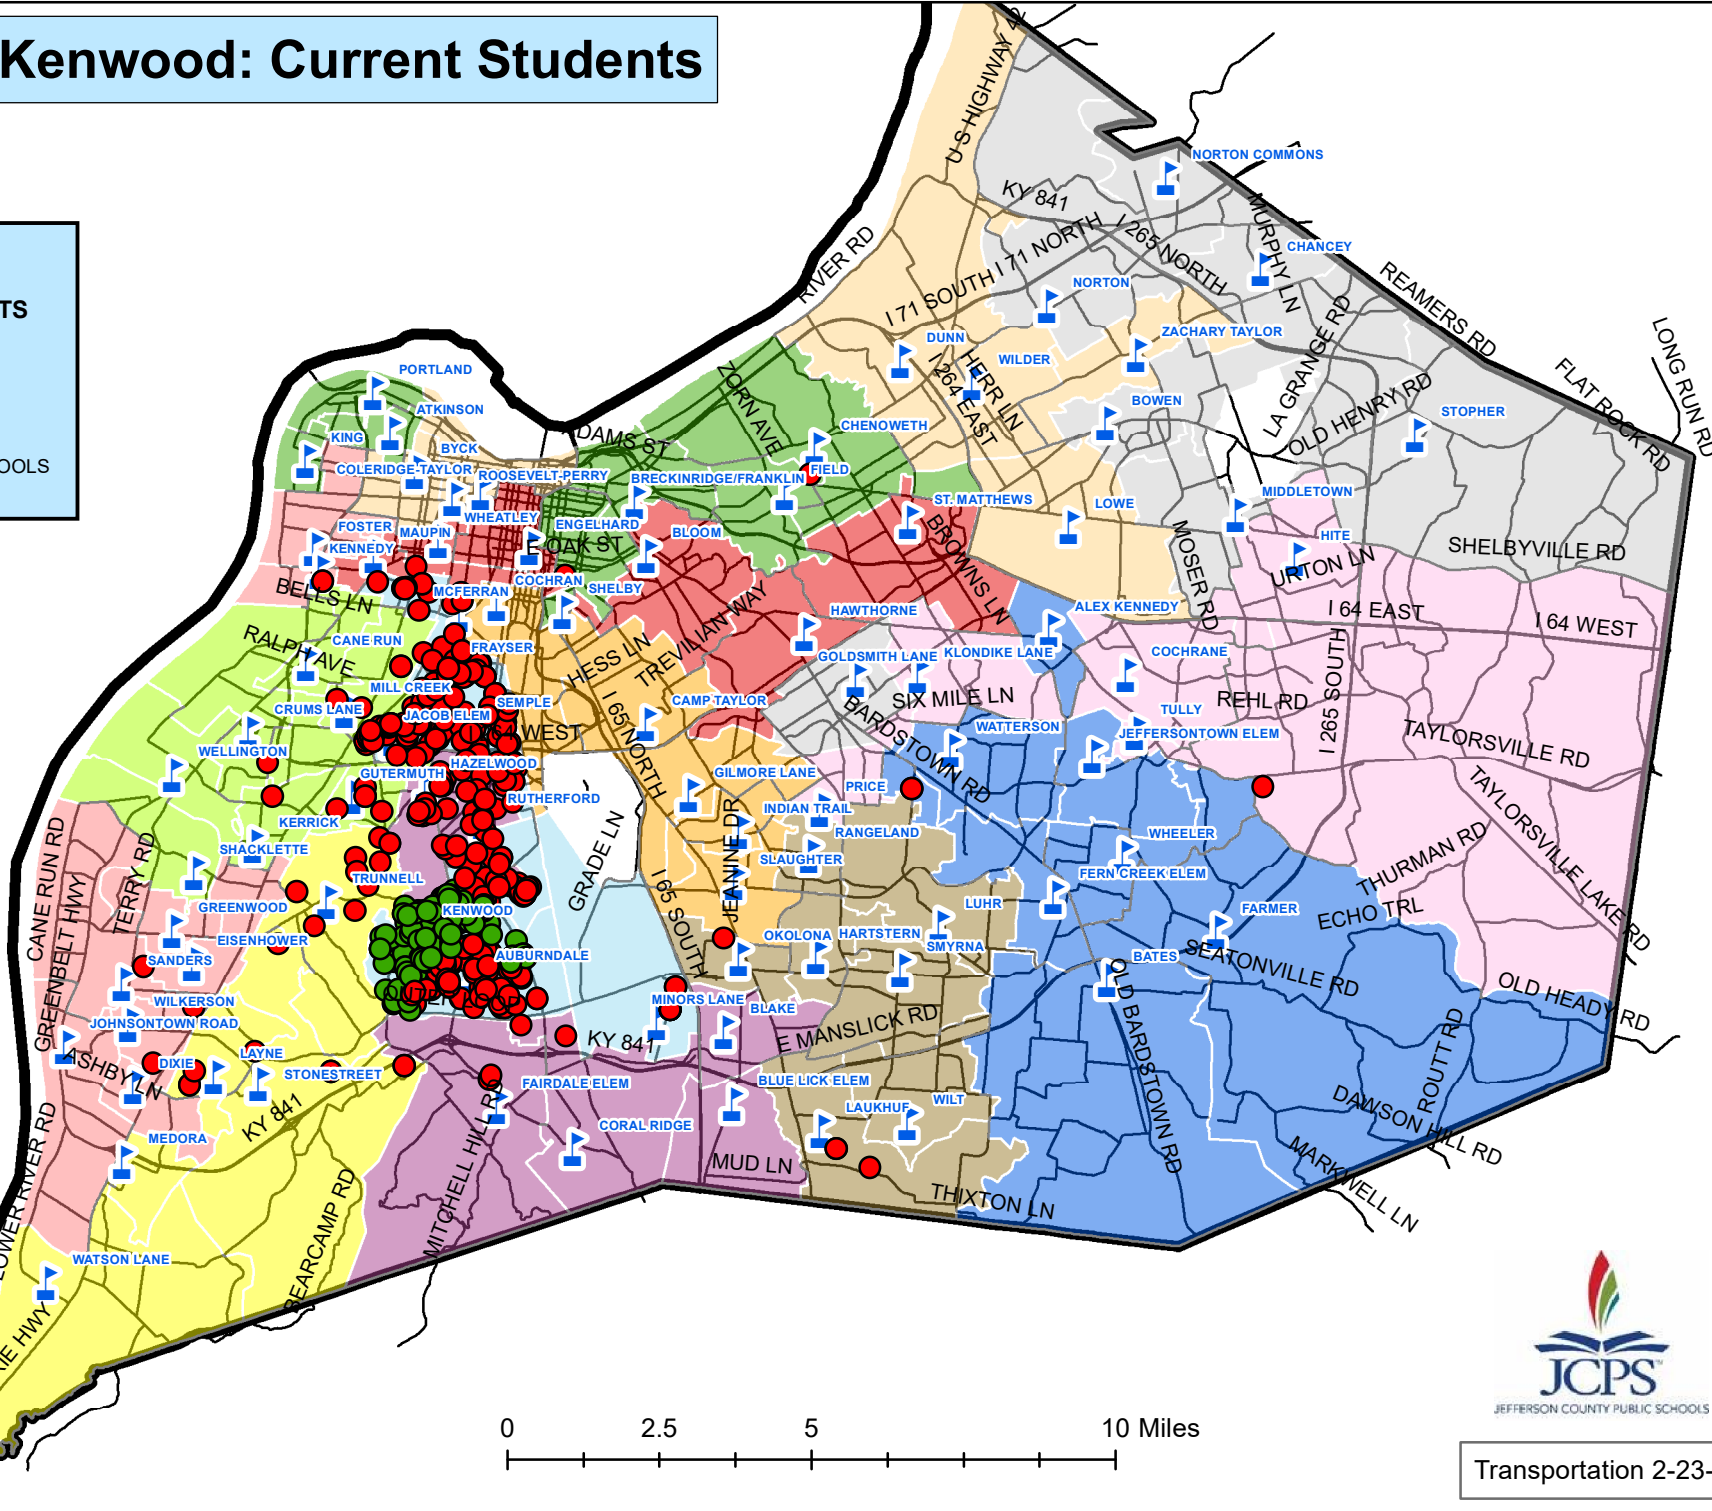 Kenwood: Current Students
TS
OOLS
U S HIGHWAY 42
NORTON COMMONS
KY 841
MURPHY LN
I 265 NORTH
I 71 NORTH
CHANCEY
RIVER RD
REAMERS RD
I 71 SOUTH
NORTON
LA GRANGE RD
LONG RUN RD
ZACHARY TAYLOR
DUNN
WILDER
HERR LN
I 264 EAST
FLAT ROCK RD
PORTLAND
ZORN AVE
OLD HENRY RD
BOWEN
STOPHER
ATKINSON
CHENOWETH
KING
BYCK
DAMS ST
COLERIDGE-TAYLOR
ROOSEVELT-PERRY
BRECKINRIDGE/FRANKLIN
FIELD
ST. MATTHEWS
LOWE
MIDDLETOWN
WHEATLEY
FOSTER
MAUPIN
ENGELHARD
BLOOM
HITE
KENNEDY
E OAK ST
BROWNS LN
MOSER RD
URTON LN
SHELBYVILLE RD
COCHRAN
SHELBY
MCFERRAN
BELLS LN
HAWTHORNE
ALEX KENNEDY
I 64 EAST
I 64 WEST
RALPH AVE
CANE RUN
FRAYSER
HESS LN
TREVILIAN WAY
GOLDSMITH LANE
KLONDIKE LANE
COCHRANE
MILL CREEK
SEMPLE
CAMP TAYLOR
SIX MILE LN
REHL RD
I 265 SOUTH
CRUMS LANE
JACOB ELEM
64 WEST
I 65 NORTH
BARDSTOWN RD
WATTERSON
TULLY
JEFFERSONTOWN ELEM
TAYLORSVILLE RD
WELLINGTON
HAZELWOOD
GUTERMUTH
GILMORE LANE
PRICE
RUTHERFORD
INDIAN TRAIL
TAYLORSVILLE LAKE RD
KERRICK
RANGELAND
WHEELER
CANE RUN RD
TERRY RD
SHACKLETTE
GRADE LN
JEANINE DR
SLAUGHTER
FERN CREEK ELEM
THURMAN RD
TRUNNELL
I 65 SOUTH
GREENBELT HWY
GREENWOOD
KENWOOD
LUHR
FARMER
ECHO TRL
EISENHOWER
OKOLONA
HARTSTERN
SMYRNA
SANDERS
AUBURNDALE
BATES
SEATONVILLE RD
WILKERSON
OUTER LOOP
MINORS LANE
BLAKE
OLD HEADY RD
JOHNSONTOWN ROAD
KY 841
E MANSLICK RD
OLD BARDSTOWN RD
ROUTT RD
ASHBY LN
DIXIE
LAYNE
STONESTREET
FAIRDALE ELEM
BLUE LICK ELEM
WILT
LAUKHUF
DAWSON HILL RD
KY 841
MEDORA
CORAL RIDGE
MUD LN
MARKWELL LN
LOWER RIVER RD
MITCHELL HILL RD
BEARCAMP RD
THIXTON LN
WATSON LANE
IE HWY
JCPS
JEFFERSON COUNTY PUBLIC SCHOOLS
0 2.5 5 10 Miles
Transportation 2-23-